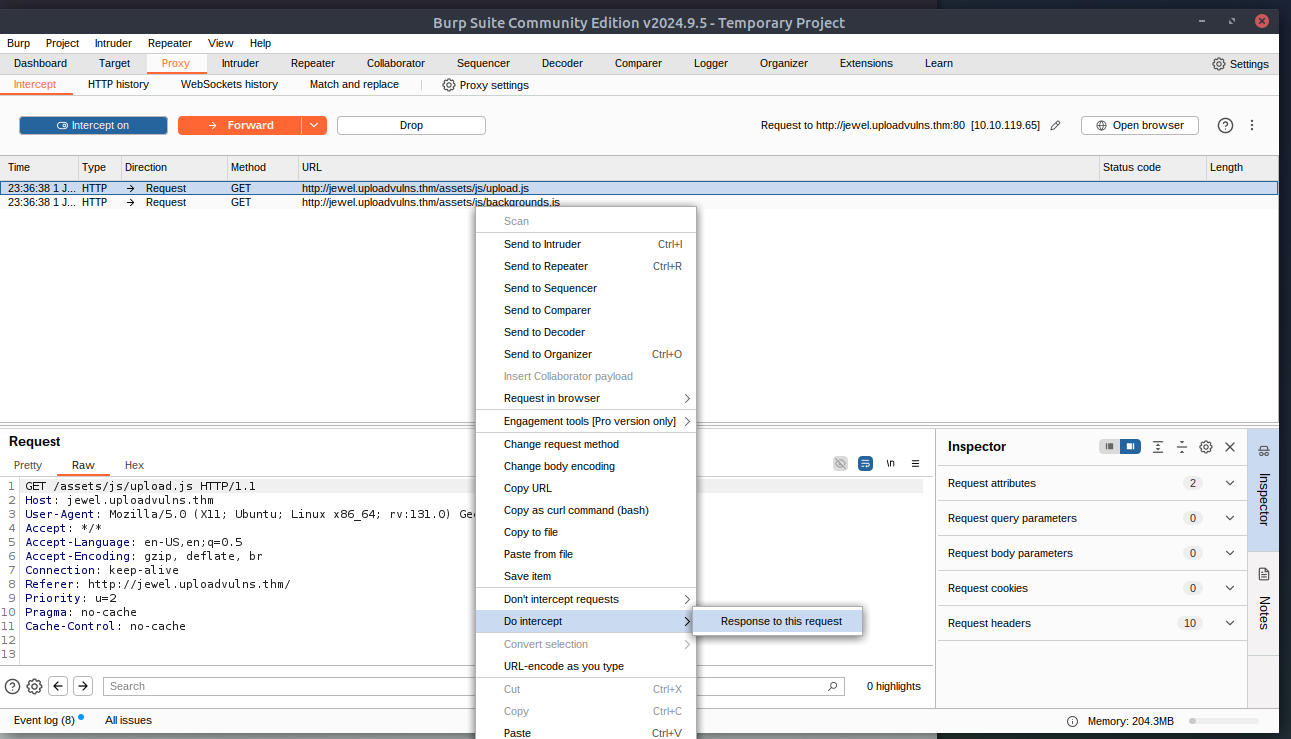 Burp Suite Community Edition v2024.9.5 - Temporary Project
Burp Project Intruder Repeater View Help
Dashboard Target Proxy Intruder Repeater Collaborator Sequencer Decoder Comparer Logger Organizer Extensions Learn Settings
Intercept HTTP history WebSockets history Match and replace Proxy settings
Intercept on Forward Drop Request to http://jewel.uploadvulns.thm:80 [10.10.119.65] Open browser
Time Type Direction Method URL Status code Length
23:36:38 1 J... HTTP → Request GET http://jewel.uploadvulns.thm/assets/js/upload.js
23:36:38 1 J... HTTP → Request GET http://jewel.uploadvulns.thm/assets/js/backgrounds.js
Scan
Send to Intruder Ctrl+I
Send to Repeater Ctrl+R
Send to Sequencer
Send to Comparer
Send to Decoder
Send to Organizer Ctrl+O
Insert Collaborator payload
Request in browser
Engagement tools [Pro version only]
Change request method
Change body encoding
Copy URL
Copy as curl command (bash)
Copy to file
Paste from file
Save item
Don't intercept requests
Do intercept
Response to this request
Convert selection
URL-encode as you type
Cut Ctrl+X
Copy Ctrl+C
Paste Ctrl+V
Request
Pretty Raw Hex
\n
1 GET /assets/js/upload.js HTTP/1.1
2 Host: jewel.uploadvulns.thm
3 User-Agent: Mozilla/5.0 (X11; Ubuntu; Linux x86_64; rv:131.0) Gec
4 Accept: */*
5 Accept-Language: en-US,en;q=0.5
6 Accept-Encoding: gzip, deflate, br
7 Connection: keep-alive
8 Referer: http://jewel.uploadvulns.thm/
9 Priority: u=2
10 Pragma: no-cache
11 Cache-Control: no-cache
12
13
Search
0 highlights
Inspector
Request attributes 2
Request query parameters 0
Request body parameters 0
Request cookies 0
Request headers 10
Inspector
Notes
Event log (8) All issues
Memory: 204.3MB